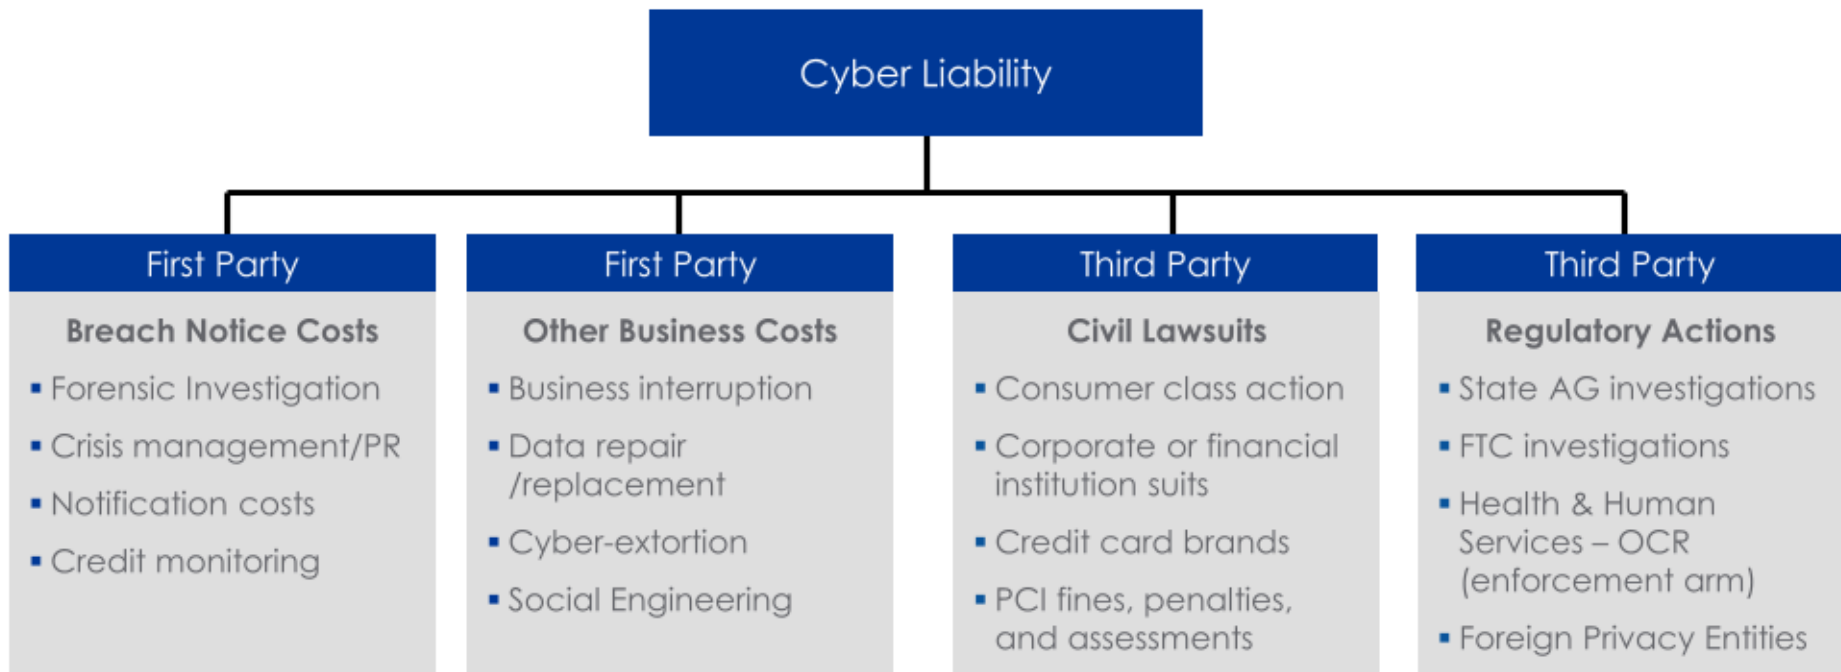 Cyber Liability
First Party
Breach Notice Costs
▪ Forensic Investigation
▪ Crisis management/PR
▪ Notification costs
▪ Credit monitoring
First Party
Other Business Costs
▪ Business interruption
▪ Data repair
/replacement
▪ Cyber-extortion
▪ Social Engineering
Third Party
Civil Lawsuits
▪ Consumer class action
▪ Corporate or financial
institution suits
▪ Credit card brands
▪ PCI fines, penalties,
and assessments
Third Party
Regulatory Actions
▪ State AG investigations
▪ FTC investigations
▪ Health & Human
Services – OCR
(enforcement arm)
▪ Foreign Privacy Entities